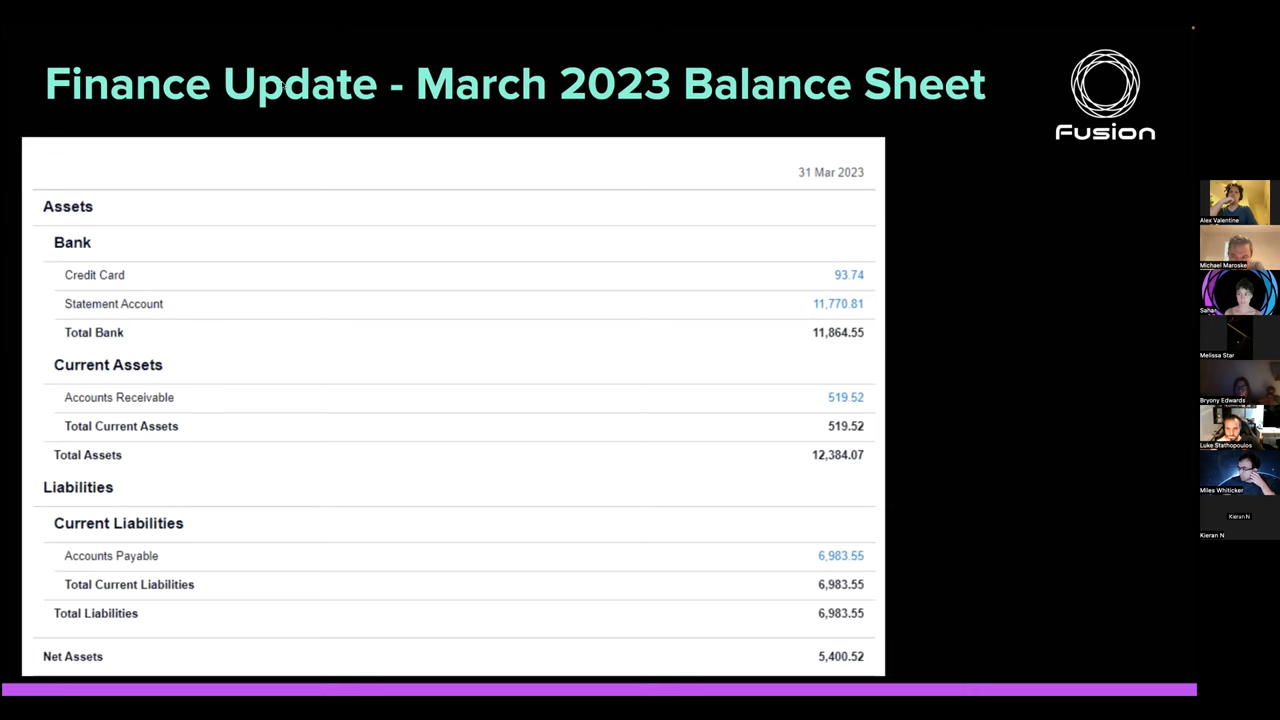 Finance Update - March 2023 Balance Sheet
Fusion
31 Mar 2023
Assets
Bank
Credit Card 93.74
Statement Account 11,770.81
Total Bank 11,864.55
Current Assets
Accounts Receivable 519.52
Total Current Assets 519.52
Total Assets 12,384.07
Liabilities
Current Liabilities
Accounts Payable 6,983.55
Total Current Liabilities 6,983.55
Total Liabilities 6,983.55
Net Assets 5,400.52
Alex Valentine
Michael Maroske
Sahar
Melissa Star
Bryony Edwards
Luke Stathopoulos
Miles Whiticker
Kieran N
Kieran N